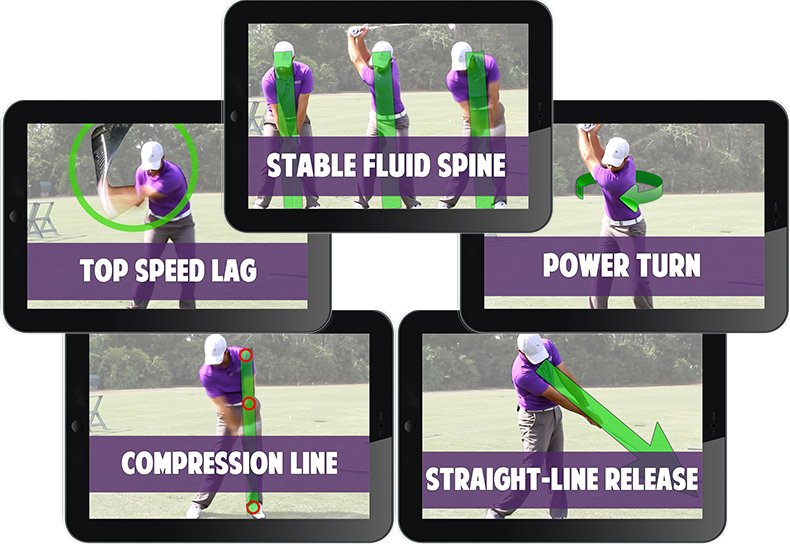 STABLE FLUID SPINE
TOP SPEED LAG
POWER TURN
COMPRESSION LINE
STRAIGHT-LINE RELEASE